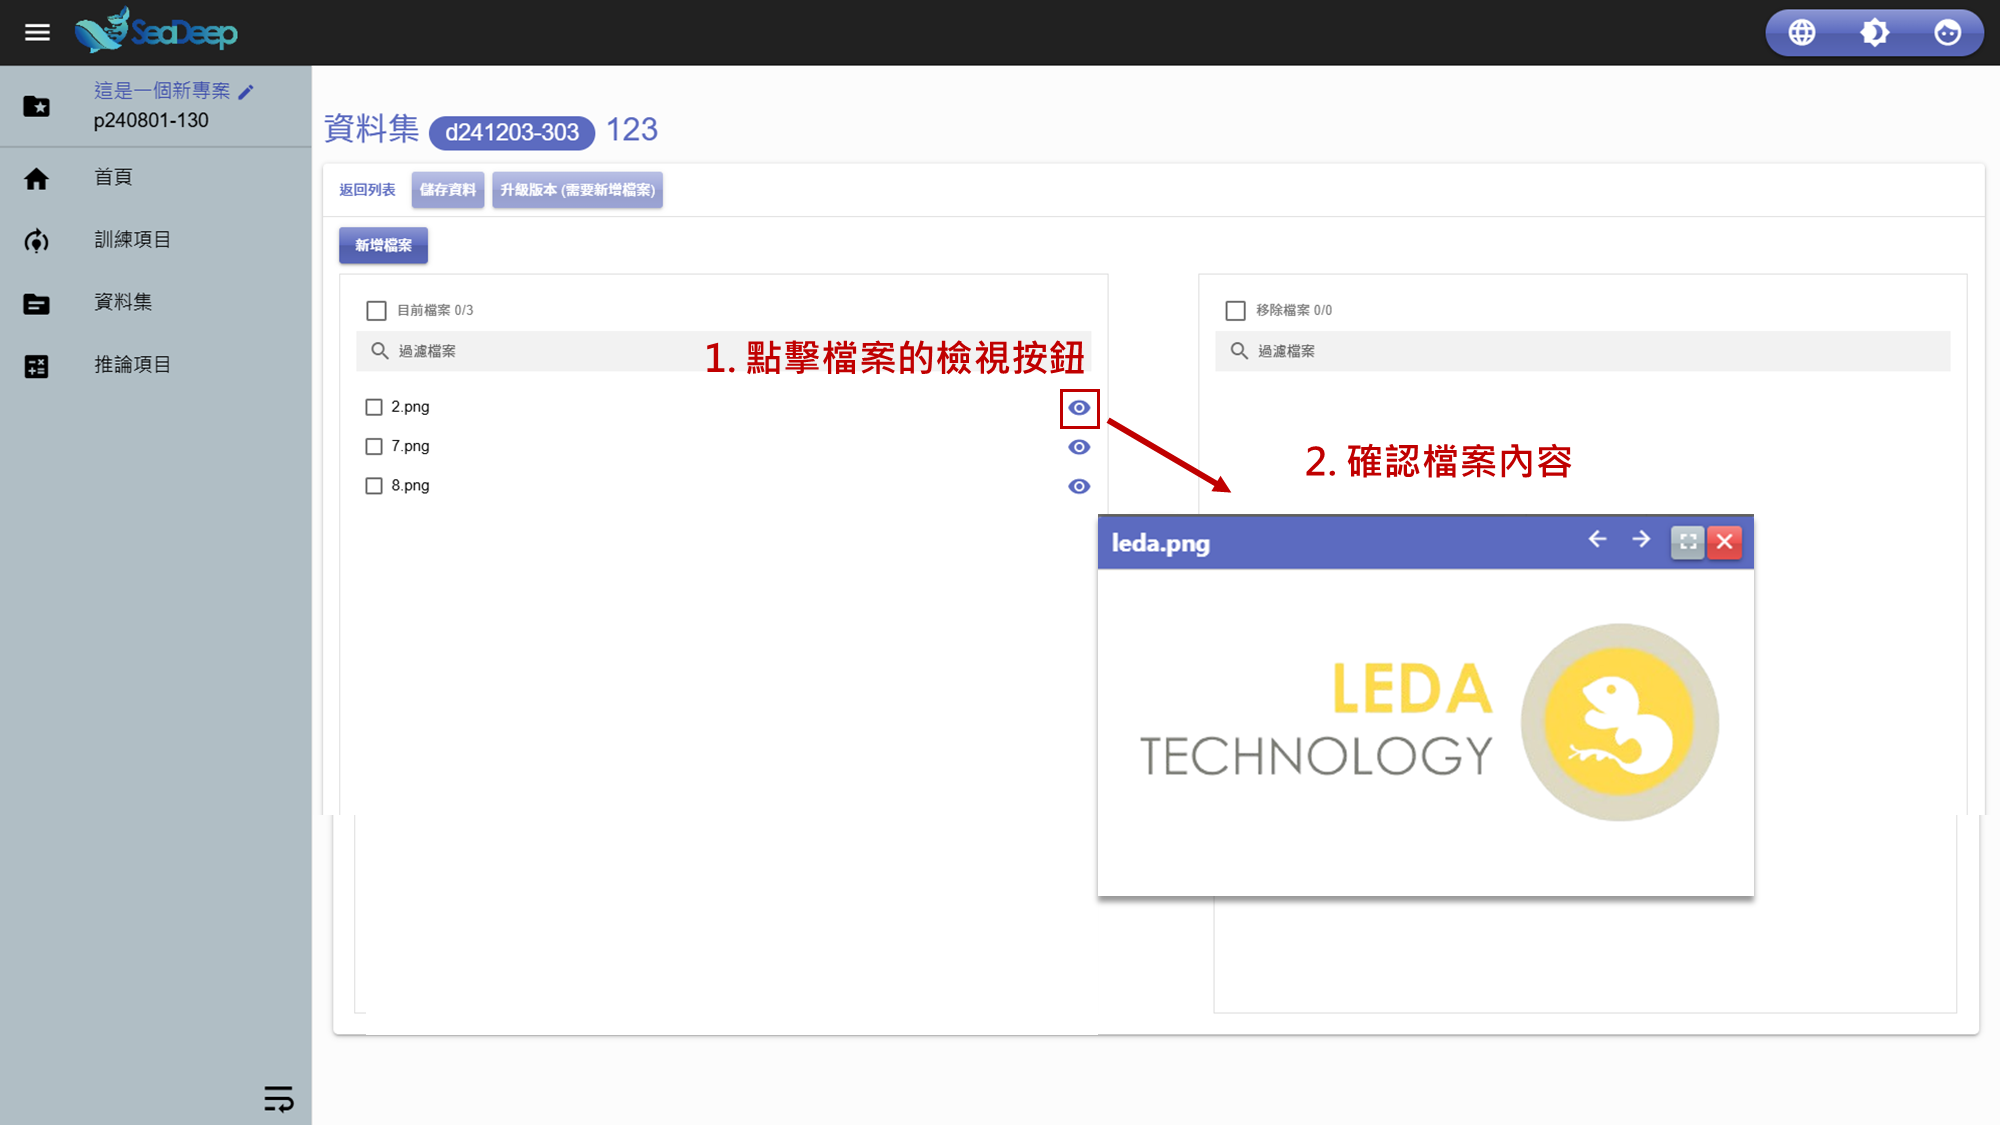 SeaDeep
這是一個新專案
p240801-130
首頁
訓練項目
資料集
推論項目
資料集 d241203-303 123
返回列表 儲存資料 升級版本 (需要新增檔案)
新增檔案
目前檔案 0/3
過濾檔案
1. 點擊檔案的檢視按鈕
2.png
7.png
8.png
移除檔案 0/0
過濾檔案
2. 確認檔案內容
leda.png
LEDA
TECHNOLOGY